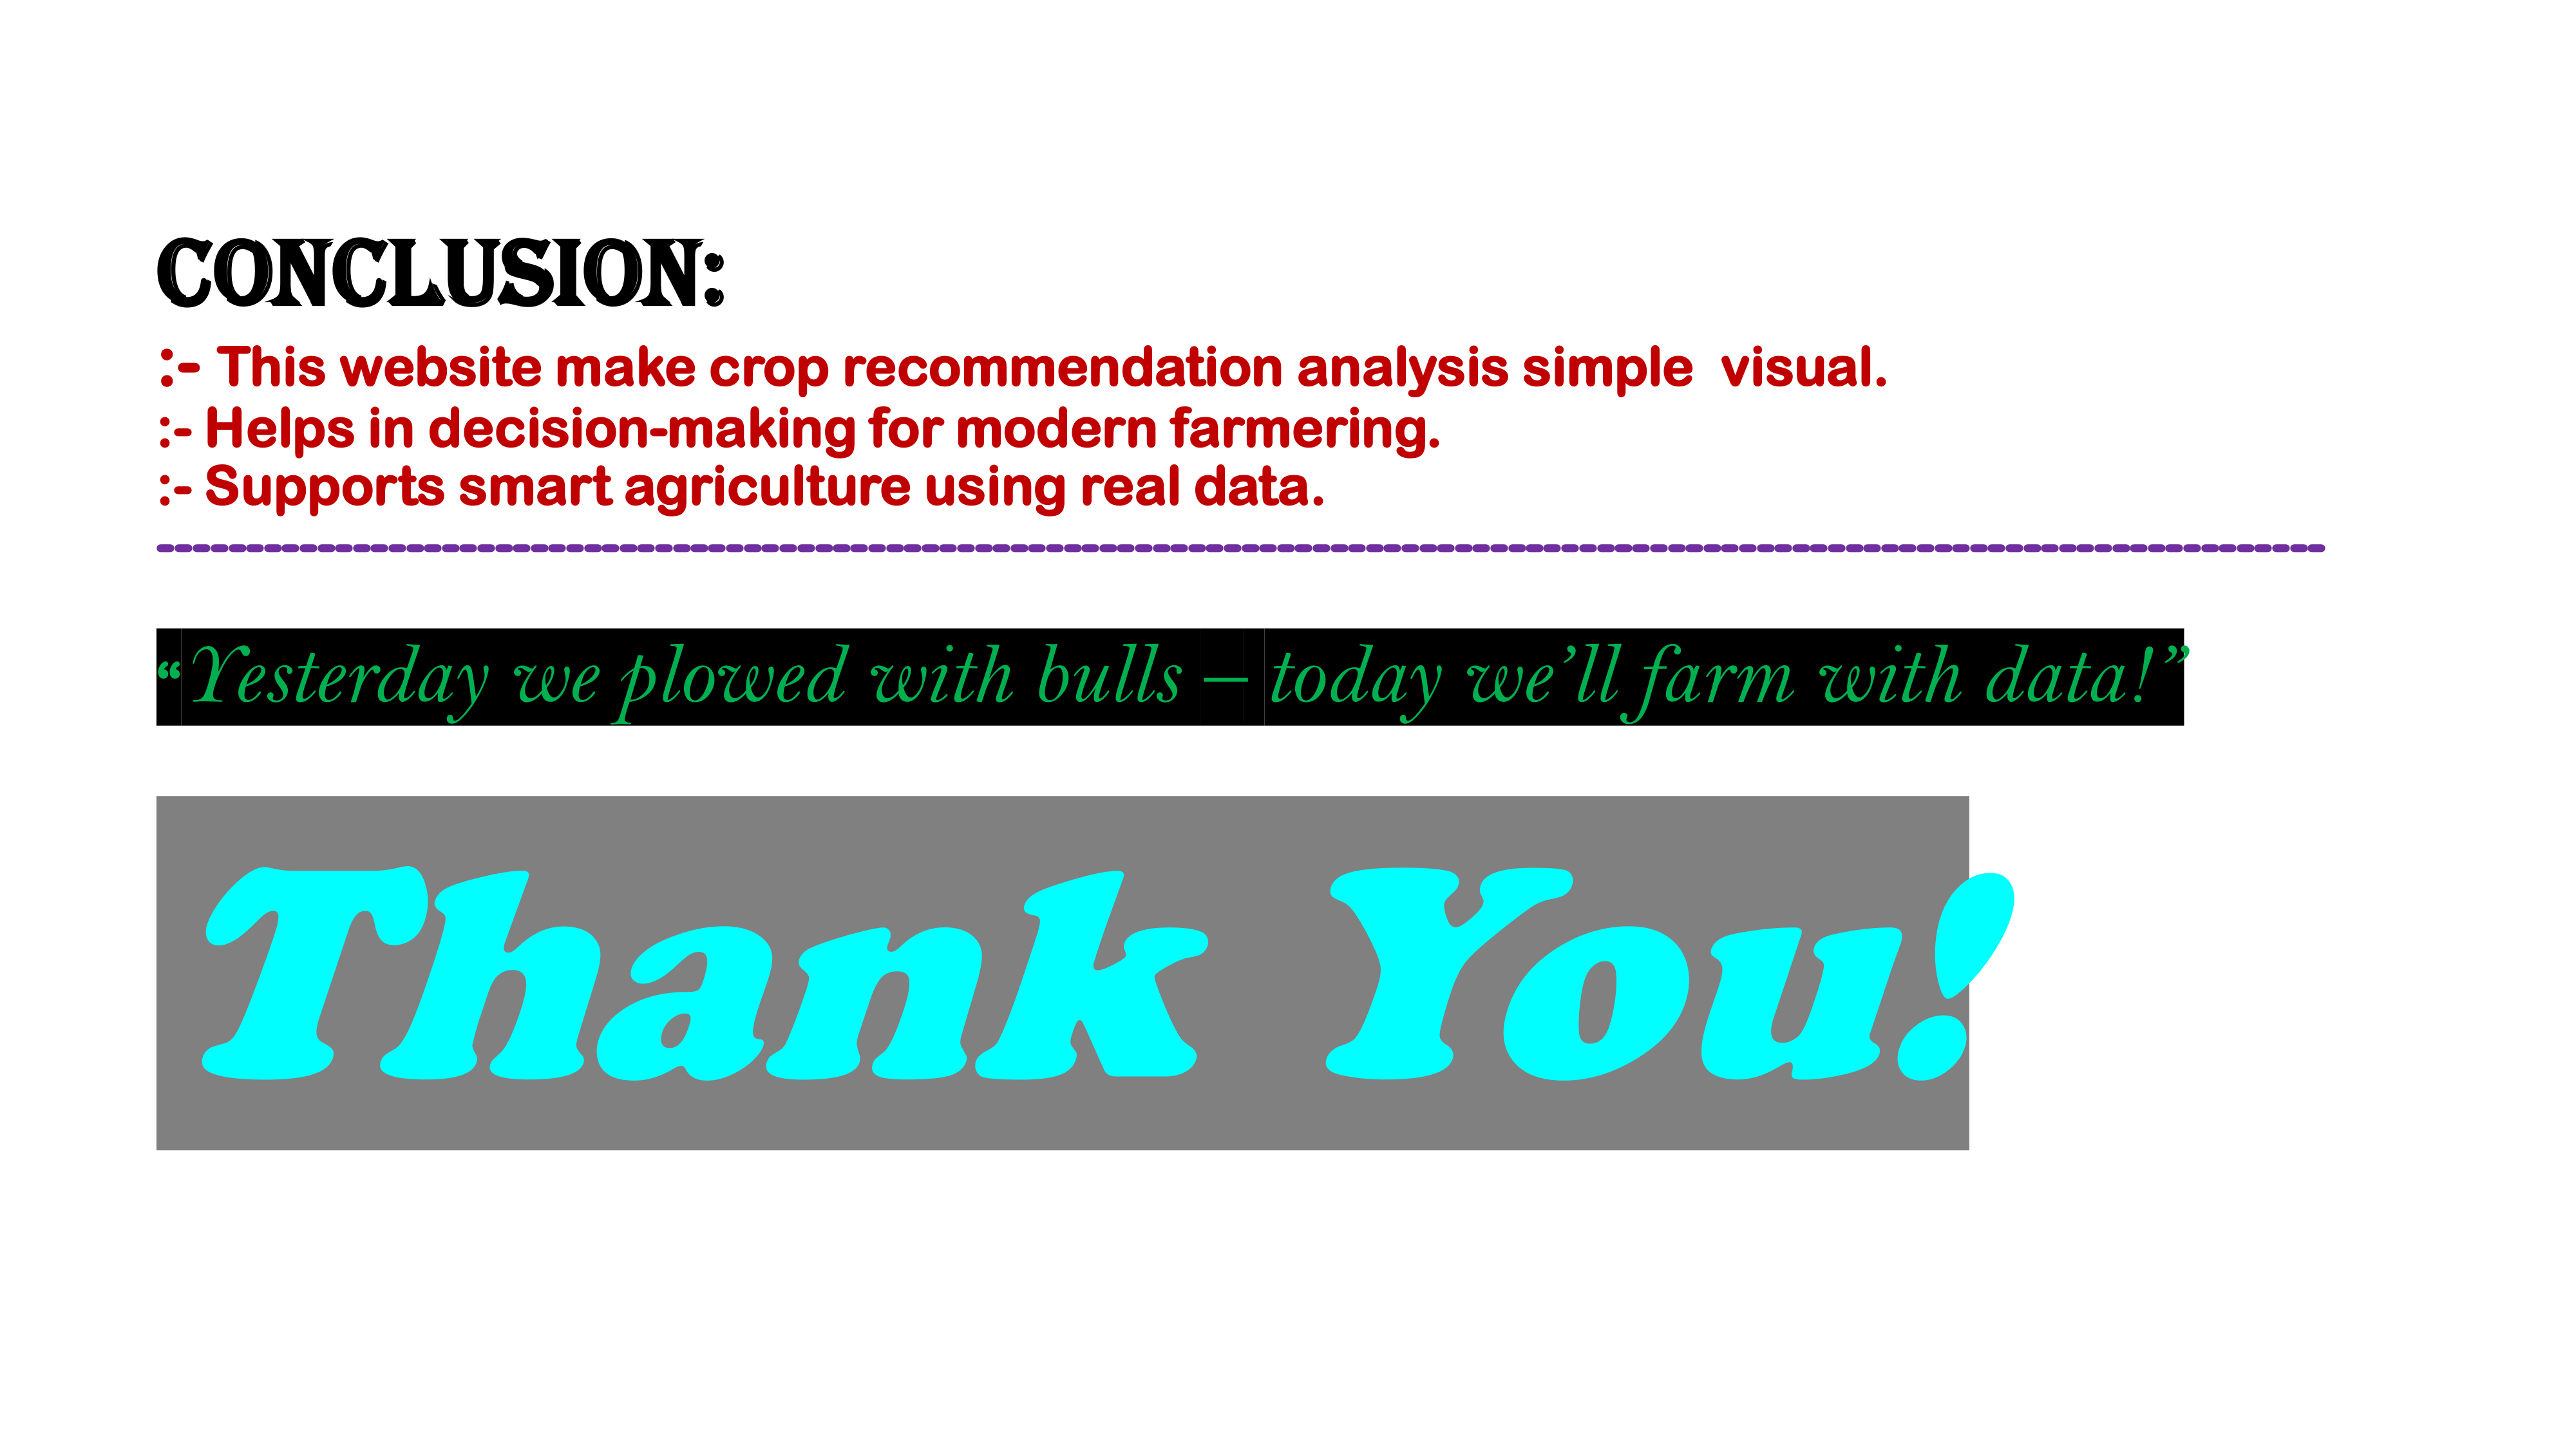 CONCLUSION:
:- This website make crop recommendation analysis simple  visual.
:- Helps in decision-making for modern farmering.
:- Supports smart agriculture using real data.
--------------------------------------------------------------------------------------------------------------------------
“Yesterday we plowed with bulls – today we’ll farm with data!”
Thank You!